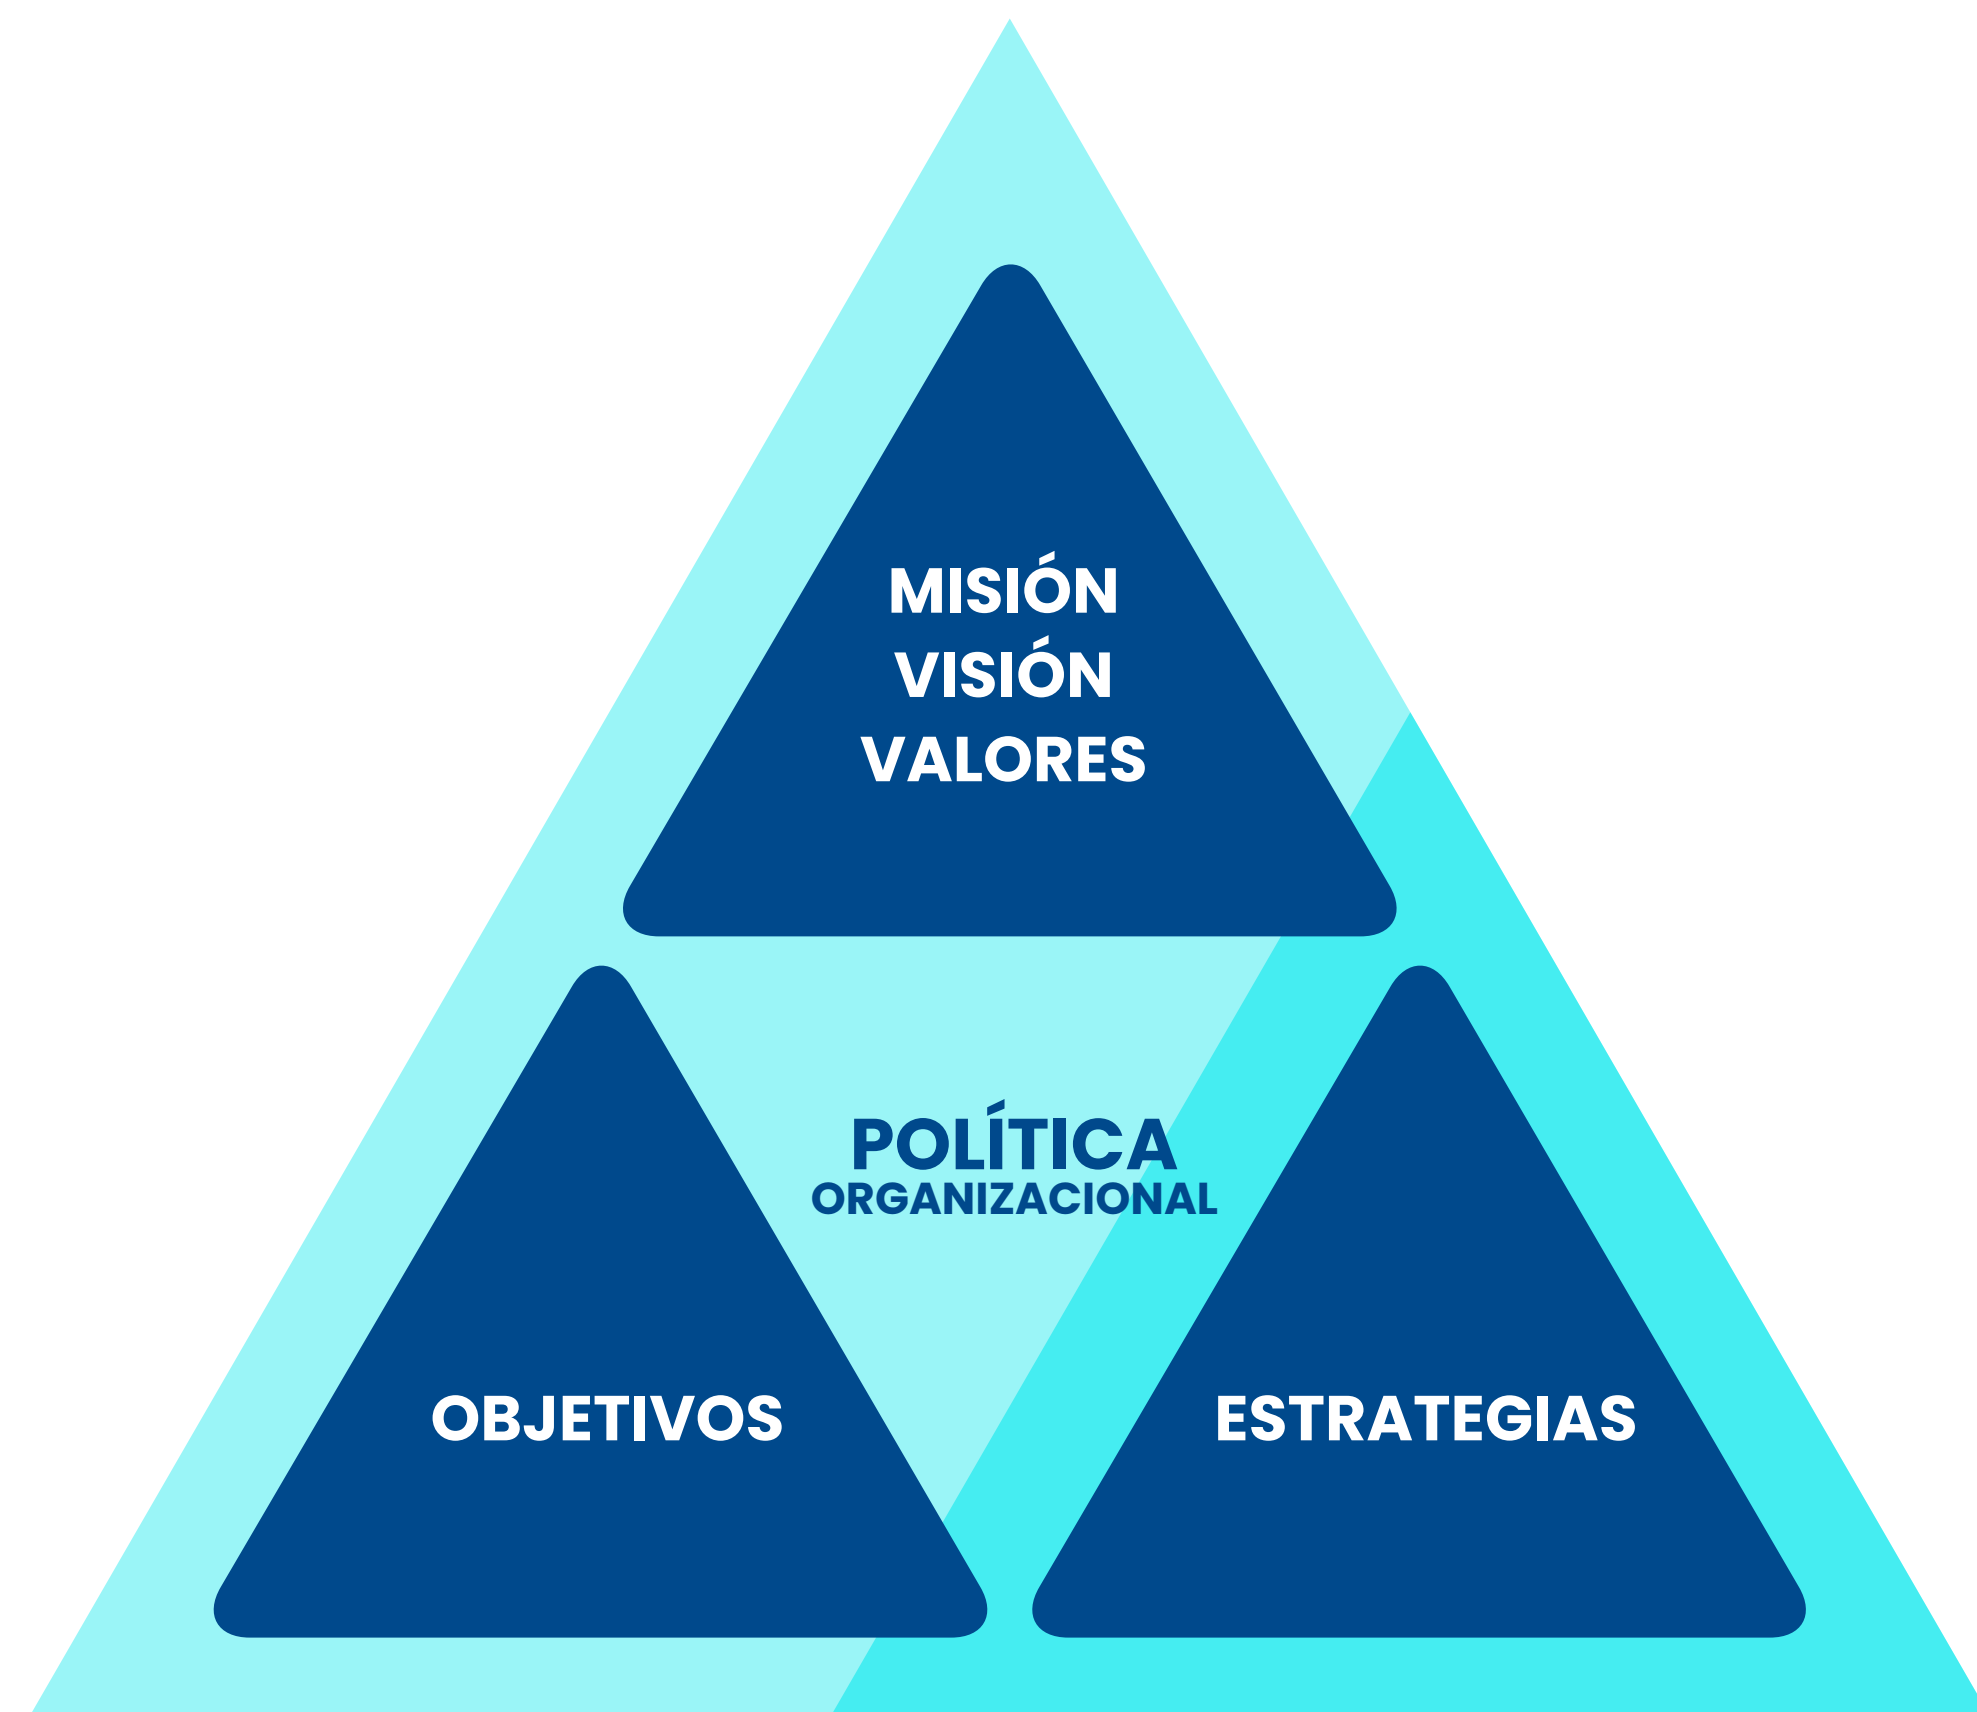 MISIÓN
VISIÓN
VALORES
POLÍTICA
ORGANIZACIONAL
OBJETIVOS
ESTRATEGIAS